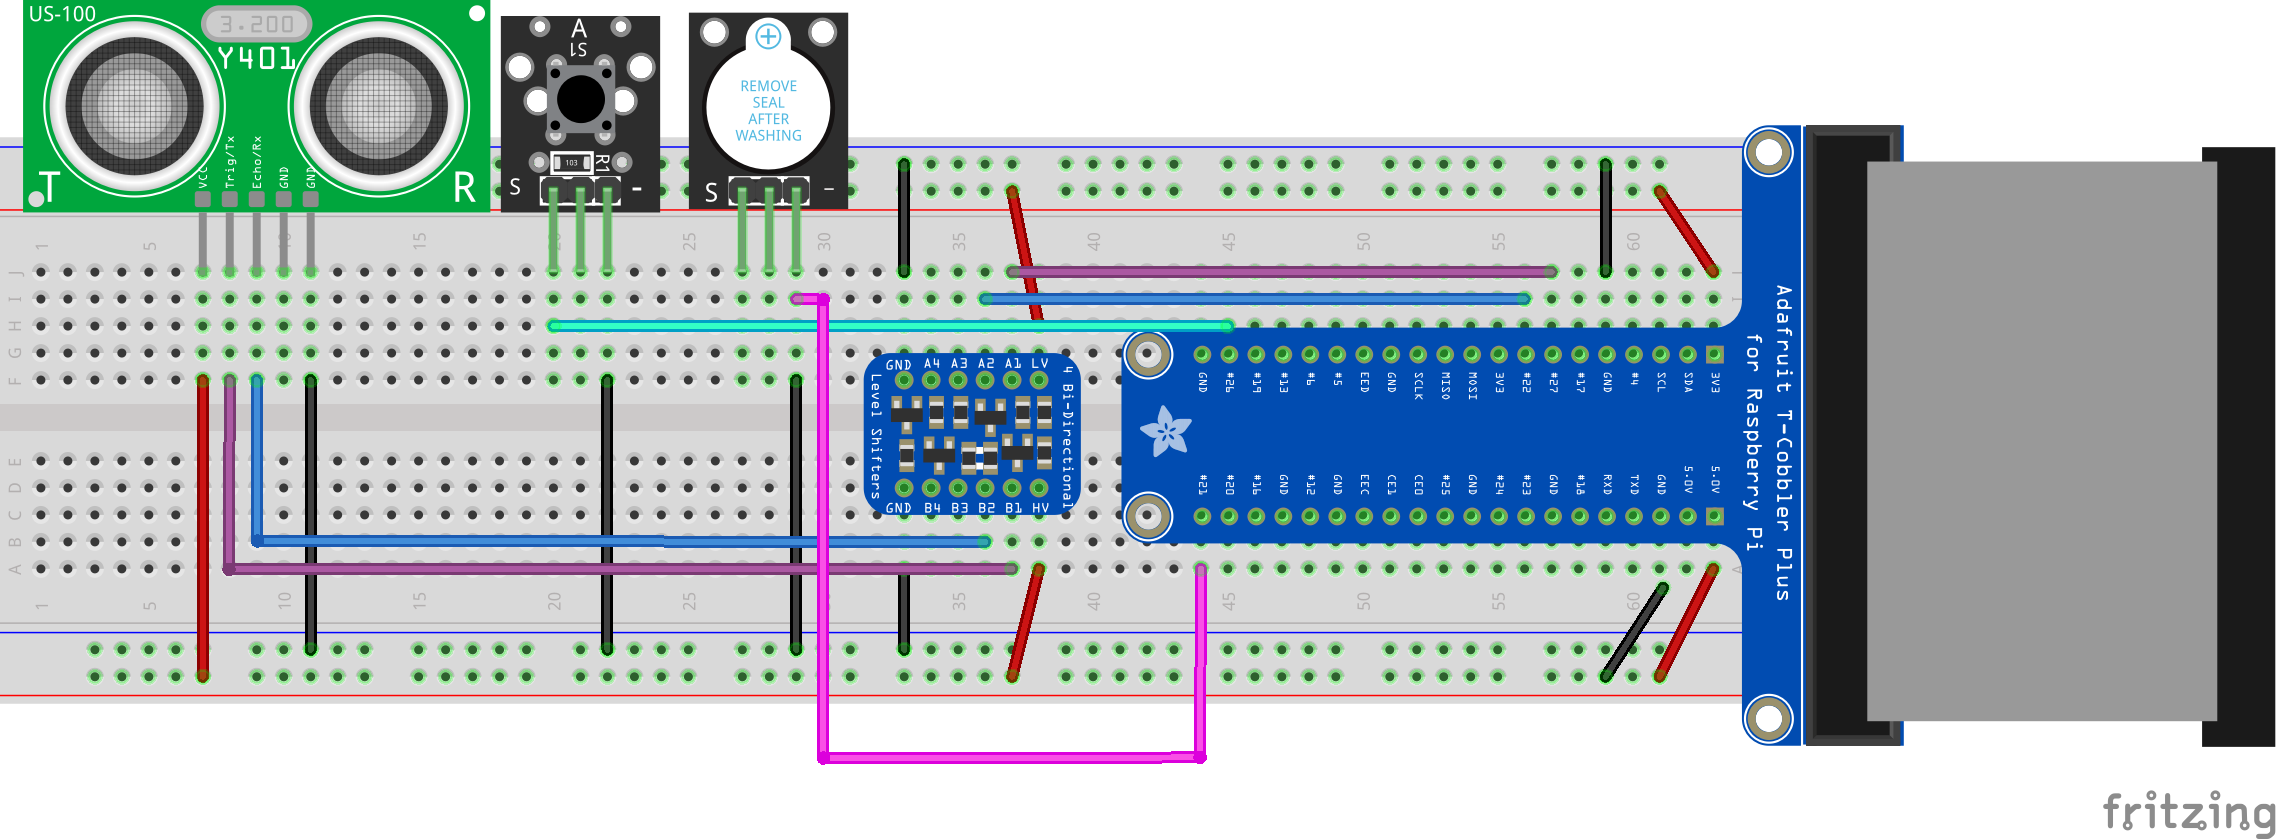 US-100
3.200
Y401
T
R
VCC
Trig/Tx
Echo/Rx
GND
GND
A
S1
103
R1
S
-
REMOVE
SEAL
AFTER
WASHING
S
-
1
5
10
15
20
25
30
35
40
45
50
55
60
J
I
H
G
F
J
I
GND A4 A3 A2 A1 LV
Level Shifters
4 Bi-Directional
GND B4 B3 B2 B1 HV
GND #26 #19 #13 #6 #5 EED GND SCLK MISO MOSI 3V3 #22 #27 #17 GND #4 SCL SDA 3V3
#21 #20 #16 GND #12 GND EEC CE1 CE0 #25 GND #24 #23 GND #18 RXD TXD GND 5.0V 5.0V
Adafruit T-Cobbler Plus
for Raspberry Pi
E
D
C
B
A
A
1
5
10
15
20
25
35
40
45
50
55
60
fritzing